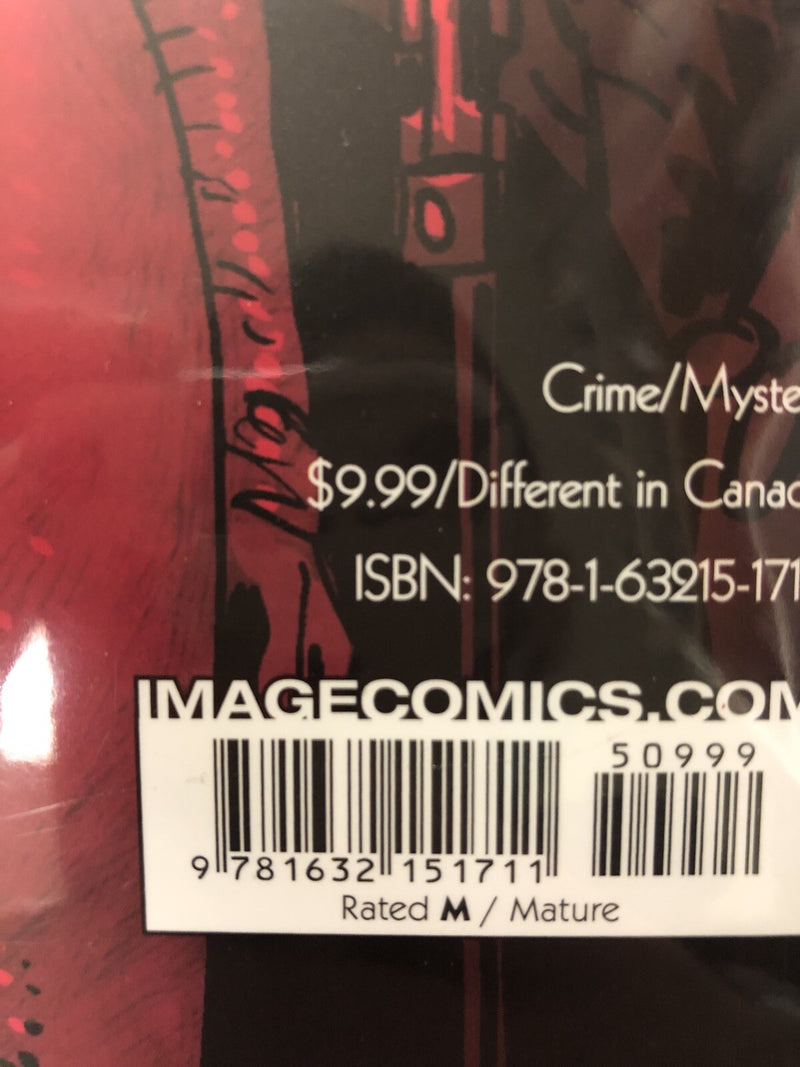 Crime/Myste
$9.99/Different in Canad
ISBN: 978-1-63215-171
IMAGECOMICS.COM
50999
9 781632 151711
Rated M / Mature